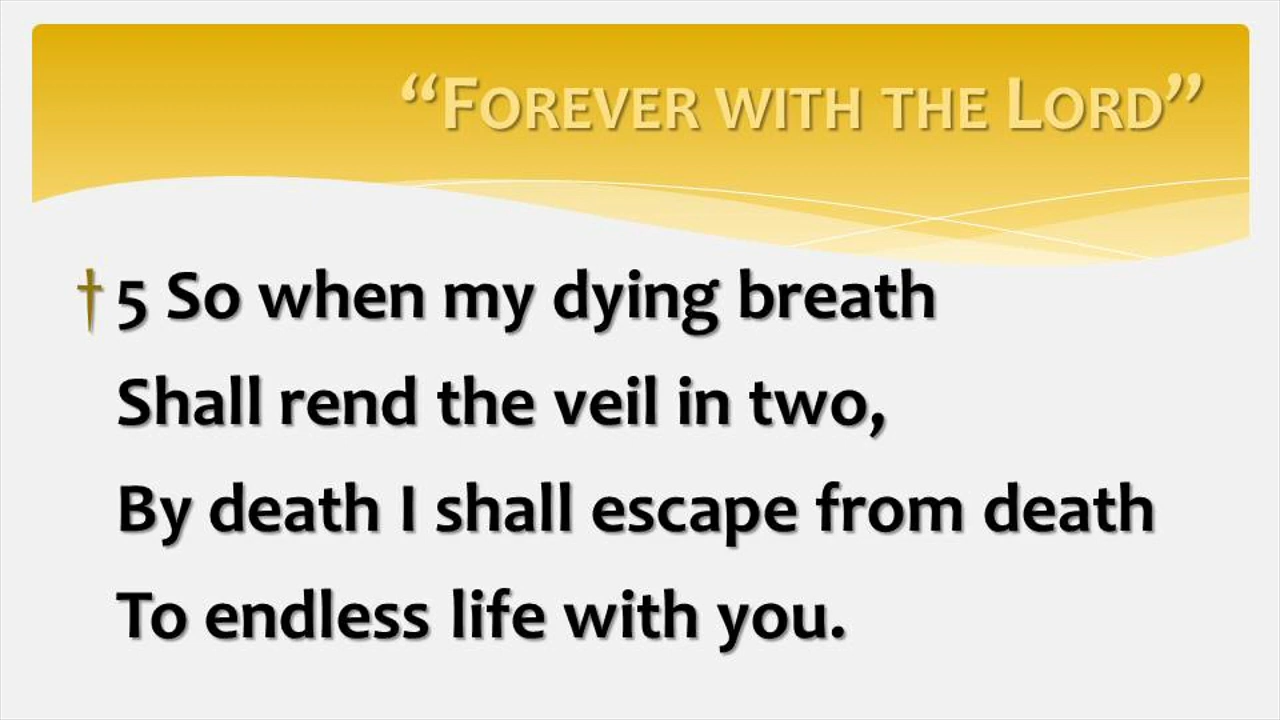 “FOREVER WITH THE LORD”
† 5 So when my dying breath
Shall rend the veil in two,
By death I shall escape from death
To endless life with you.